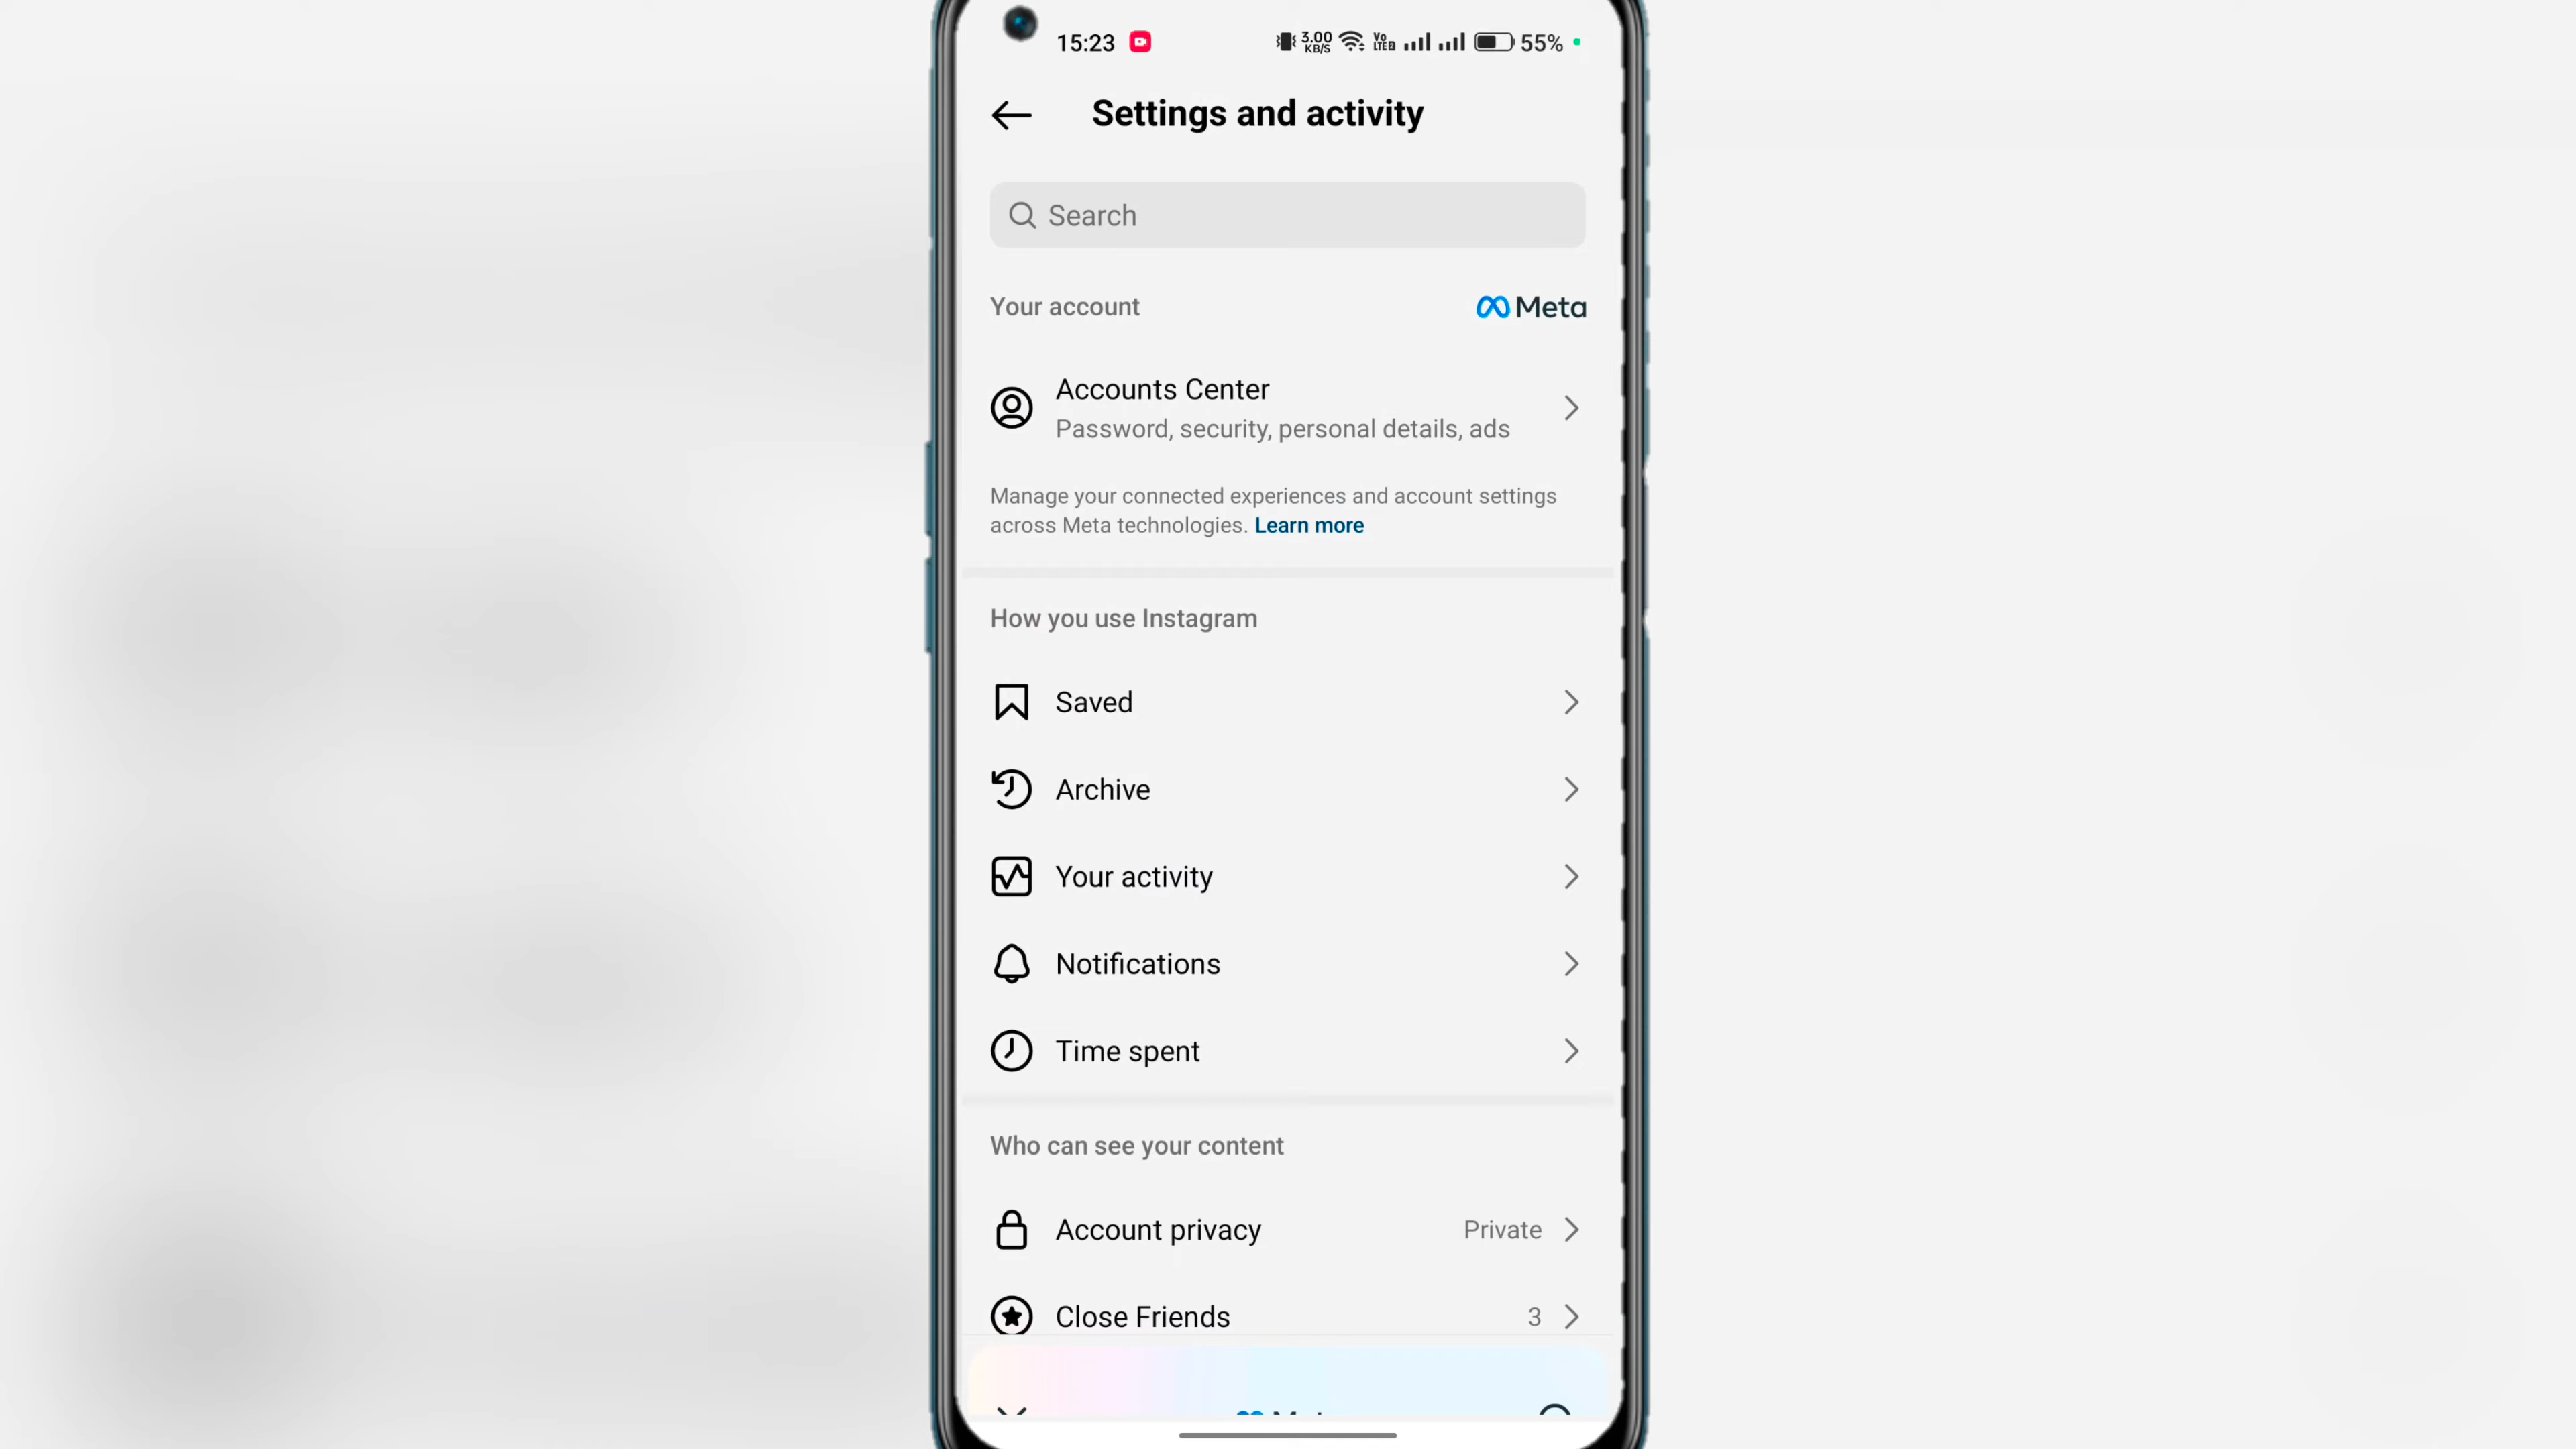 15:23 3.00 KB/S Vo LTE2 55%
Settings and activity
Search
Your account
Meta
Accounts Center
Password, security, personal details, ads
Manage your connected experiences and account settings
across Meta technologies. Learn more
How you use Instagram
Saved
Archive
Your activity
Notifications
Time spent
Who can see your content
Account privacy Private
Close Friends 3